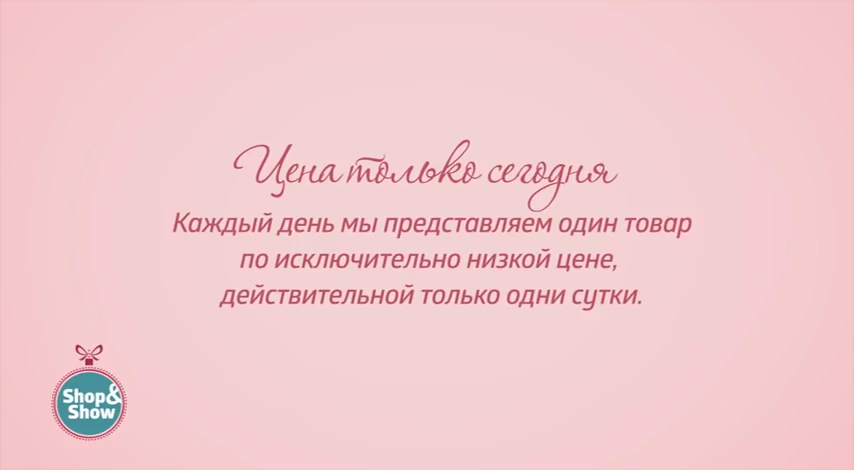 Цена только сегодня
Каждый день мы представляем один товар
по исключительно низкой цене,
действительной только одни сутки.
Shop&
Show